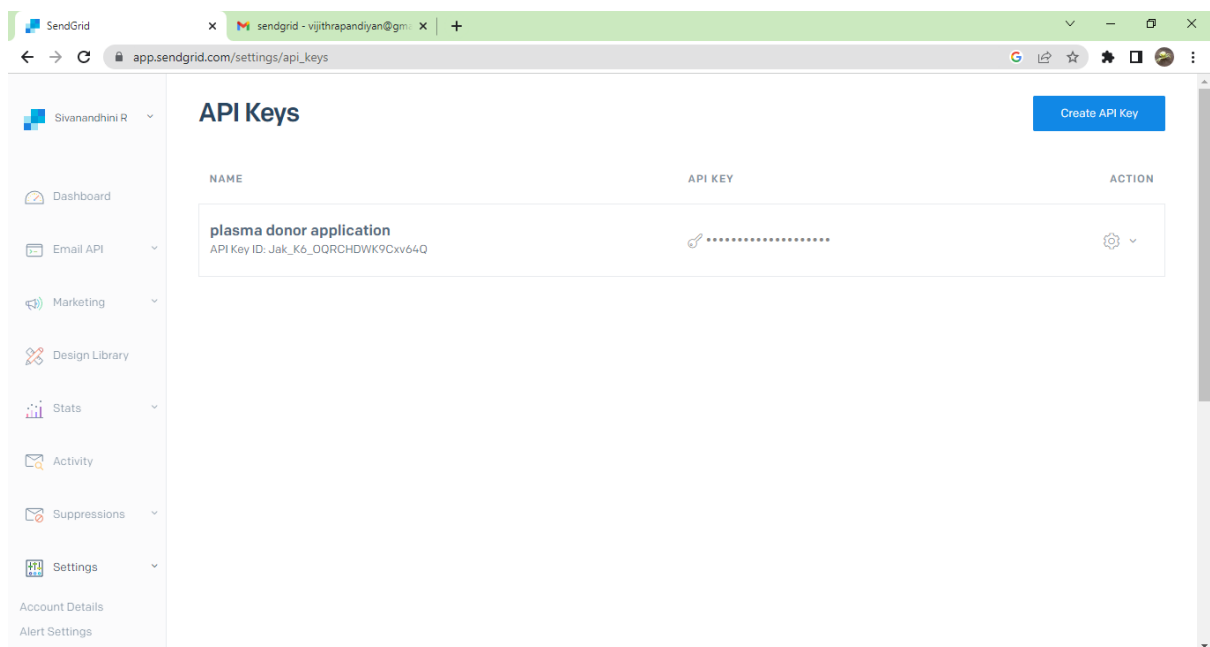 SendGrid
sendgrid - vijithrapandiyan@gma
app.sendgrid.com/settings/api_keys
Sivanandhini R
API Keys
Create API Key
NAME API KEY ACTION
plasma donor application
API Key ID: Jak_K6_OQRCHDWK9Cxv64Q
••••••••••••••••••••
Dashboard
Email API
Marketing
Design Library
Stats
Activity
Suppressions
Settings
Account Details
Alert Settings